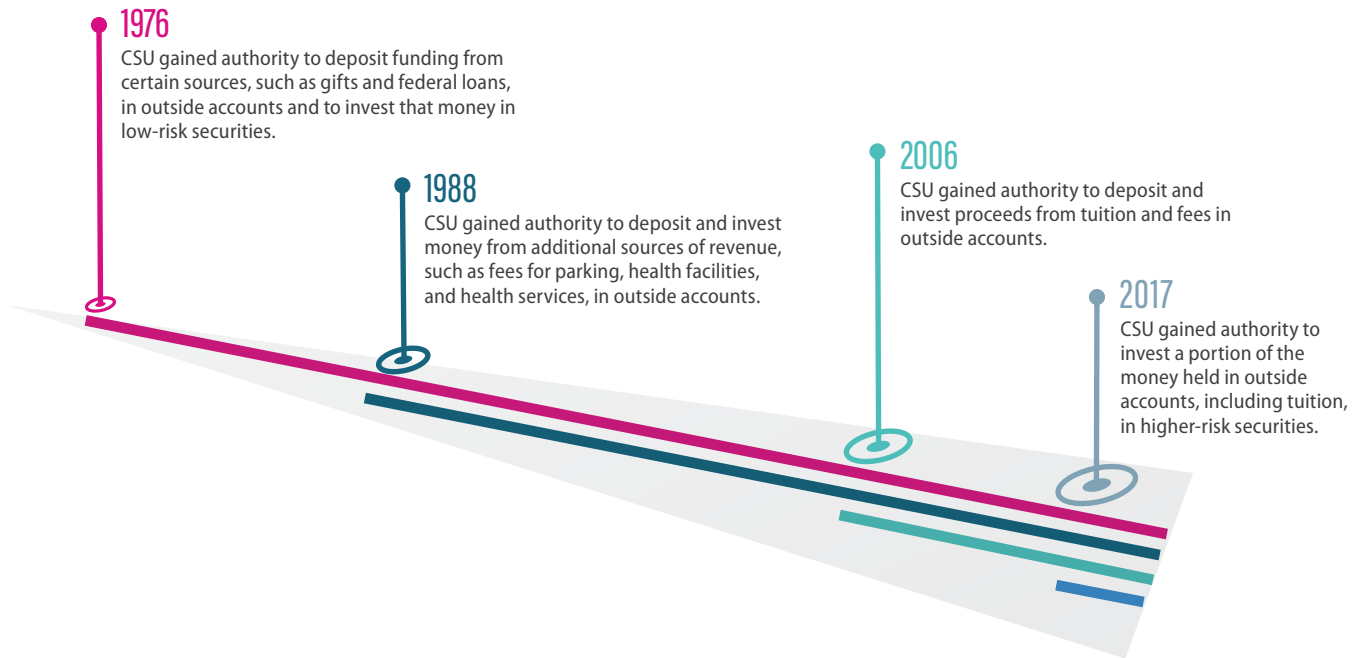 1976
CSU gained authority to deposit funding from
certain sources, such as gifts and federal loans,
in outside accounts and to invest that money in
low-risk securities.
1988
CSU gained authority to deposit and invest
money from additional sources of revenue,
such as fees for parking, health facilities,
and health services, in outside accounts.
2006
CSU gained authority to deposit and
invest proceeds from tuition and fees in
outside accounts.
2017
CSU gained authority to
invest a portion of the
money held in outside
accounts, including tuition,
in higher-risk securities.